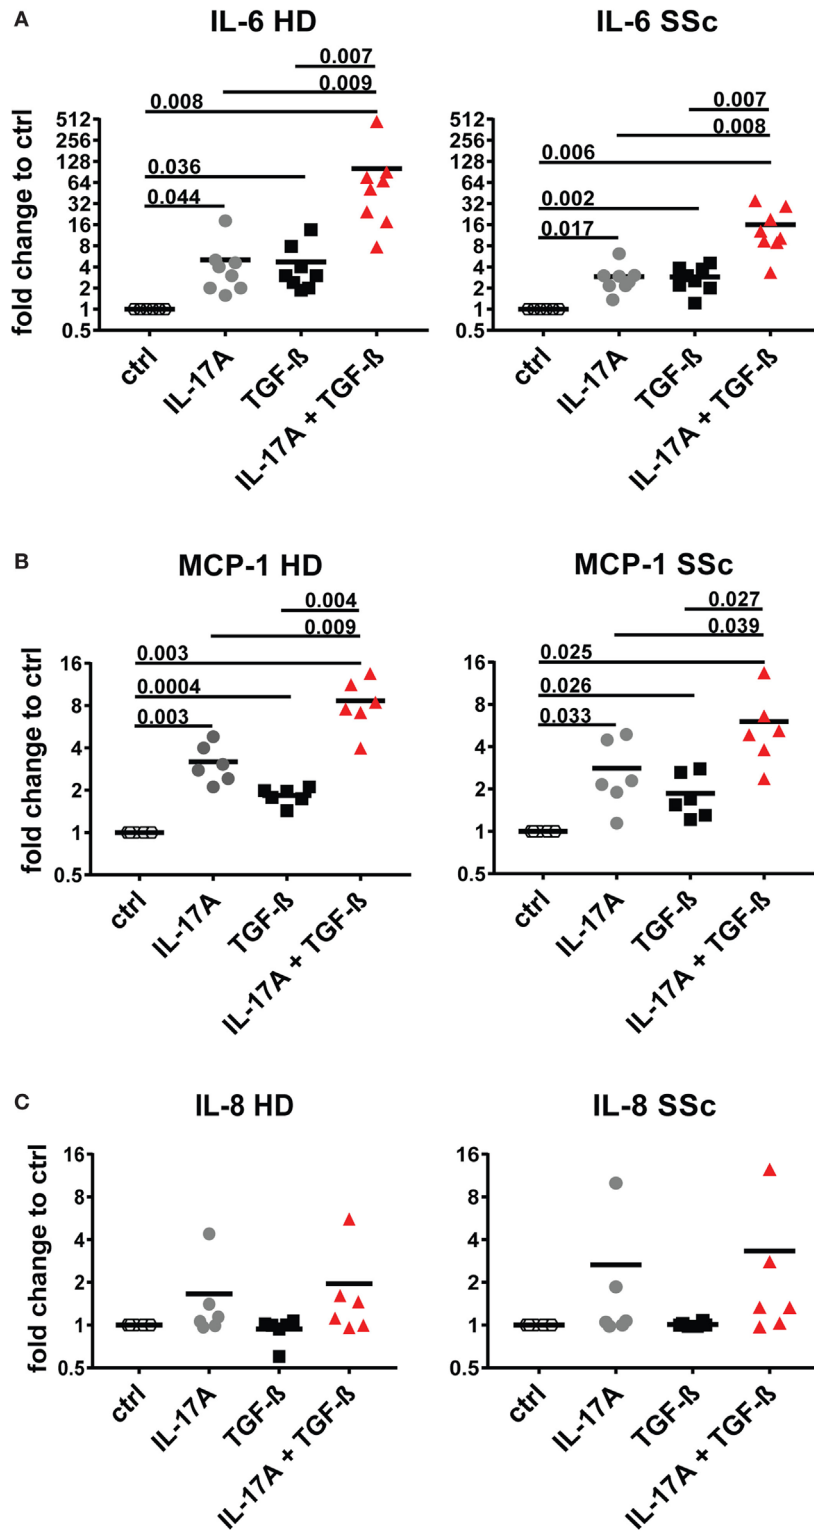 A
IL-6 HD
IL-6 SSc
0.007
0.009
0.008
0.036
0.044
fold change to ctrl
512
256
128
64
32
16
8
4
2
1
0.5
ctrl
IL-17A
TGF-ß
IL-17A + TGF-ß
0.007
0.008
0.006
0.002
0.017
512
256
128
64
32
16
8
4
2
1
0.5
ctrl
IL-17A
TGF-ß
IL-17A + TGF-ß
B
MCP-1 HD
MCP-1 SSc
0.004
0.009
0.003
0.0004
0.003
fold change to ctrl
16
8
4
2
1
0.5
ctrl
IL-17A
TGF-ß
IL-17A + TGF-ß
0.027
0.039
0.025
0.026
0.033
16
8
4
2
1
0.5
ctrl
IL-17A
TGF-ß
IL-17A + TGF-ß
C
IL-8 HD
IL-8 SSc
fold change to ctrl
16
8
4
2
1
0.5
ctrl
IL-17A
TGF-ß
IL-17A + TGF-ß
16
8
4
2
1
0.5
ctrl
IL-17A
TGF-ß
IL-17A + TGF-ß